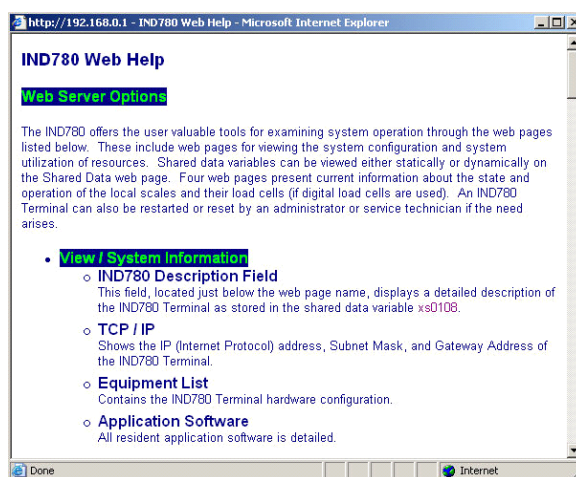 http://192.168.0.1 - IND780 Web Help - Microsoft Internet Explorer
IND780 Web Help
Web Server Options
The IND780 offers the user valuable tools for examining system operation through the web pages
listed below. These include web pages for viewing the system configuration and system
utilization of resources. Shared data variables can be viewed either statically or dynamically on
the Shared Data web page. Four web pages present current information about the state and
operation of the local scales and their load cells (if digital load cells are used). An IND780
Terminal can also be restarted or reset by an administrator or service technician if the need
arises.
• View / System Information
o IND780 Description Field
This field, located just below the web page name, displays a detailed description of
the IND780 Terminal as stored in the shared data variable xs0108.
o TCP / IP
Shows the IP (Internet Protocol) address, Subnet Mask, and Gateway Address of
the IND780 Terminal.
o Equipment List
Contains the IND780 Terminal hardware configuration.
o Application Software
All resident application software is detailed.
Done
Internet